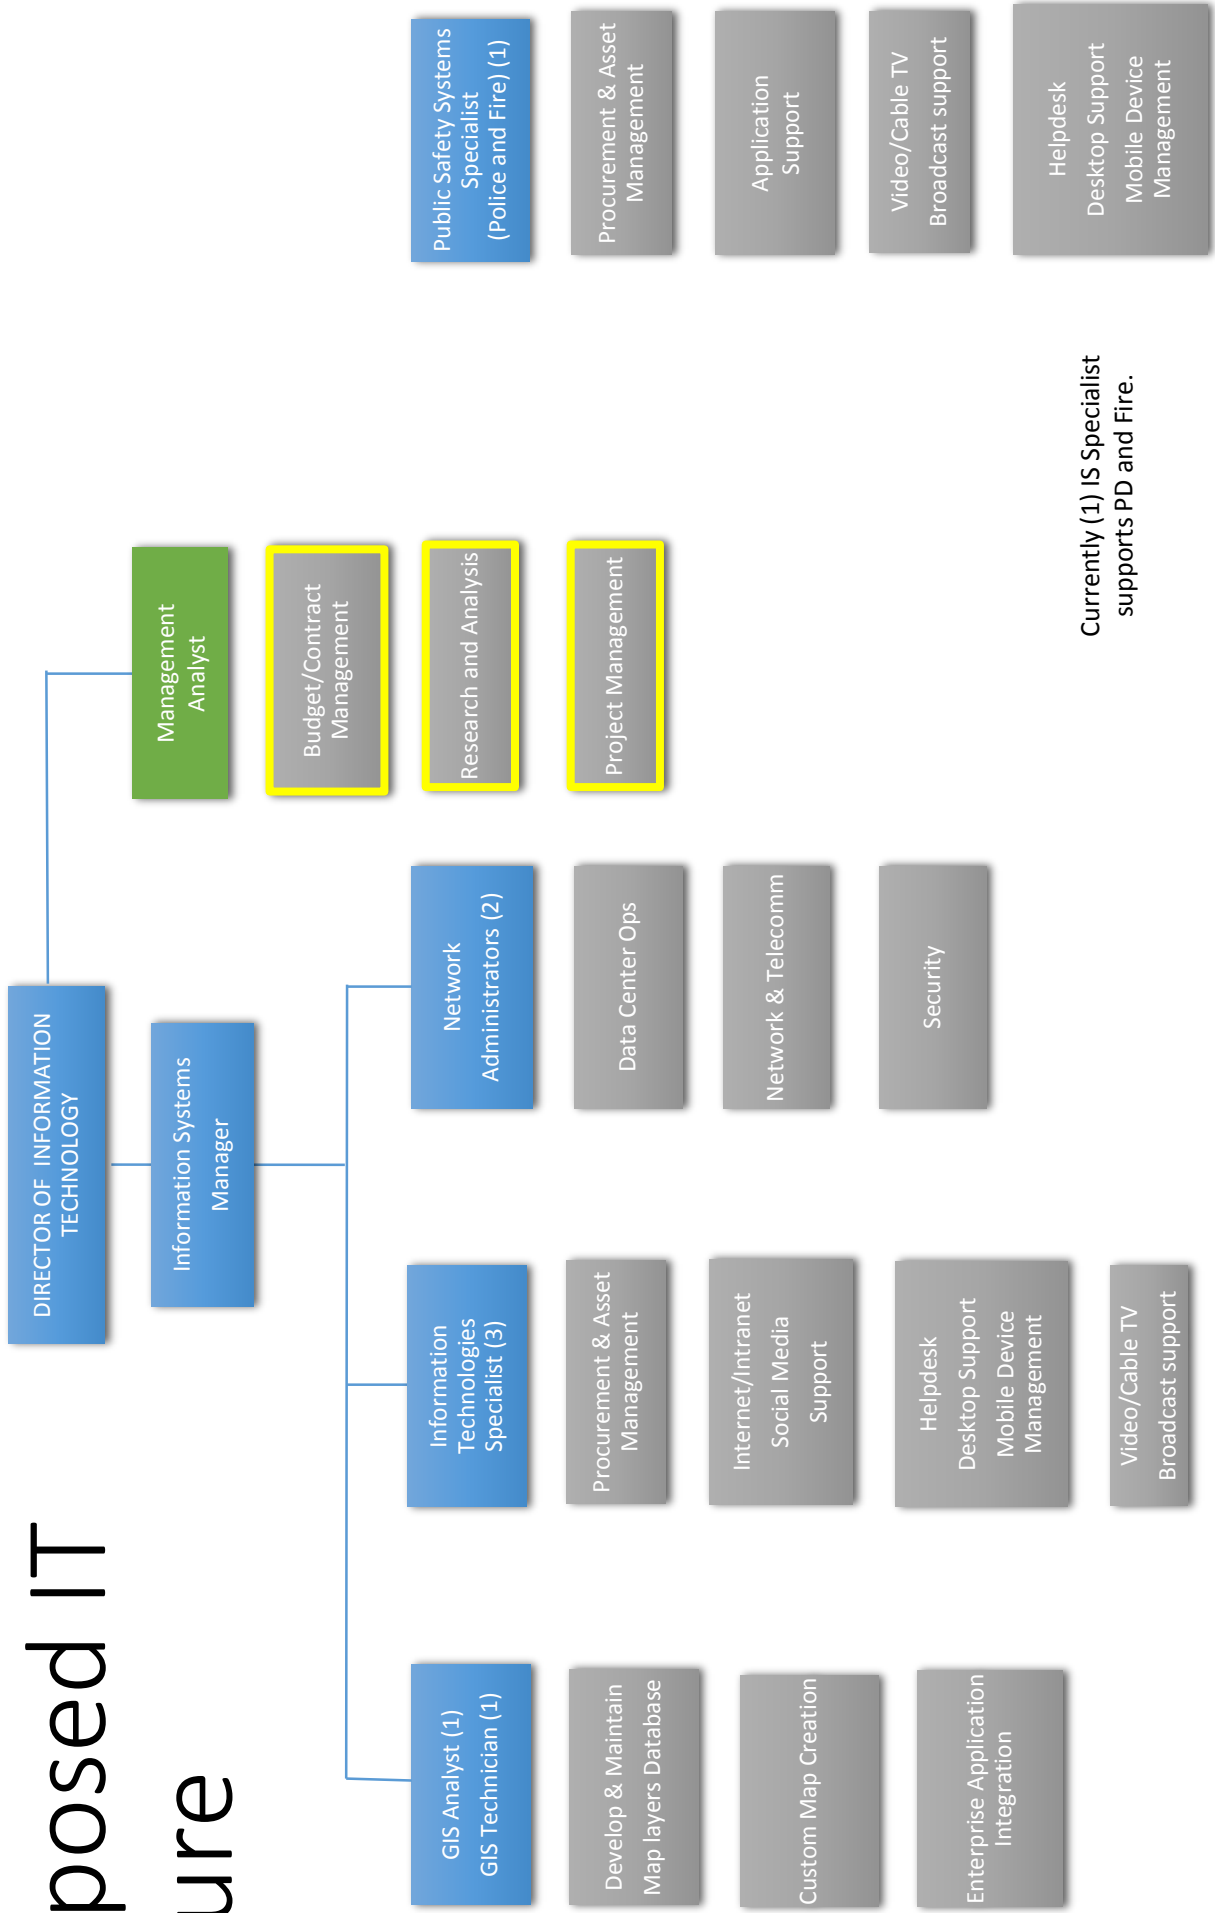 posed IT
ure
DIRECTOR OF INFORMATION
TECHNOLOGY
Information Systems
Manager
Management
Analyst
Budget/Contract
Management
Research and Analysis
Project Management
GIS Analyst (1)
GIS Technician (1)
Develop & Maintain
Map layers Database
Custom Map Creation
Enterprise Application
Integration
Information
Technologies
Specialist (3)
Procurement & Asset
Management
Internet/Intranet
Social Media
Support
Helpdesk
Desktop Support
Mobile Device
Management
Video/Cable TV
Broadcast support
Network
Administrators (2)
Data Center Ops
Network & Telecomm
Security
Public Safety Systems
Specialist
(Police and Fire) (1)
Procurement & Asset
Management
Application
Support
Video/Cable TV
Broadcast support
Helpdesk
Desktop Support
Mobile Device
Management
Currently (1) IS Specialist
supports PD and Fire.